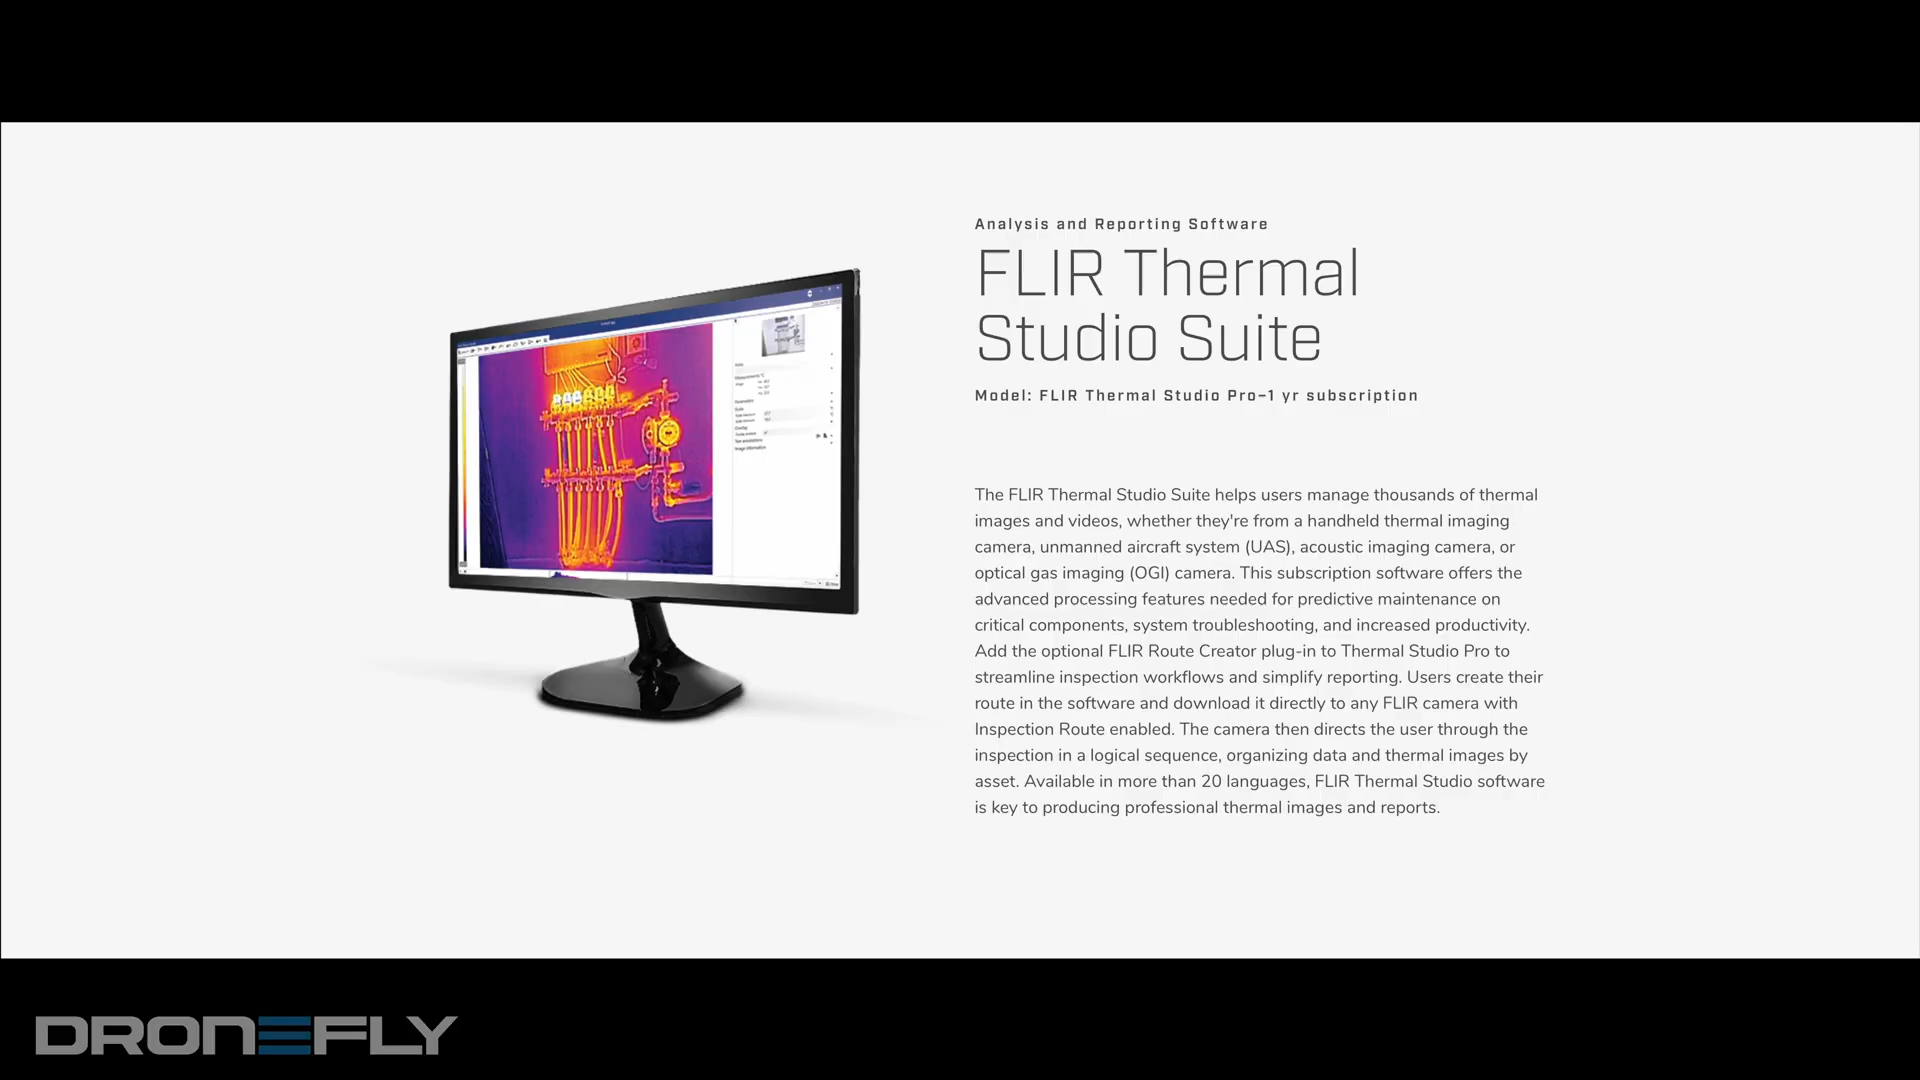 Analysis and Reporting Software
FLIR Thermal
Studio Suite
Model: FLIR Thermal Studio Pro–1 yr subscription
The FLIR Thermal Studio Suite helps users manage thousands of thermal
images and videos, whether they're from a handheld thermal imaging
camera, unmanned aircraft system (UAS), acoustic imaging camera, or
optical gas imaging (OGI) camera. This subscription software offers the
advanced processing features needed for predictive maintenance on
critical components, system troubleshooting, and increased productivity.
Add the optional FLIR Route Creator plug-in to Thermal Studio Pro to
streamline inspection workflows and simplify reporting. Users create their
route in the software and download it directly to any FLIR camera with
Inspection Route enabled. The camera then directs the user through the
inspection in a logical sequence, organizing data and thermal images by
asset. Available in more than 20 languages, FLIR Thermal Studio software
is key to producing professional thermal images and reports.
DRONEFLY